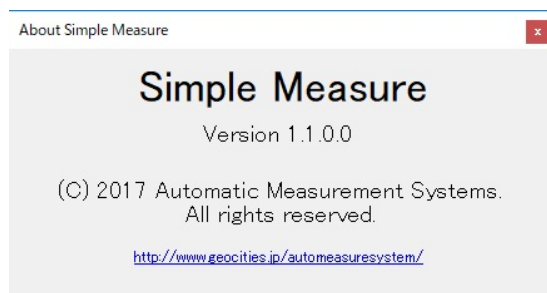 About Simple Measure
x
Simple Measure
Version 1.1.0.0
(C) 2017 Automatic Measurement Systems.
All rights reserved.
http://www.geocities.jp/automeasuresystem/